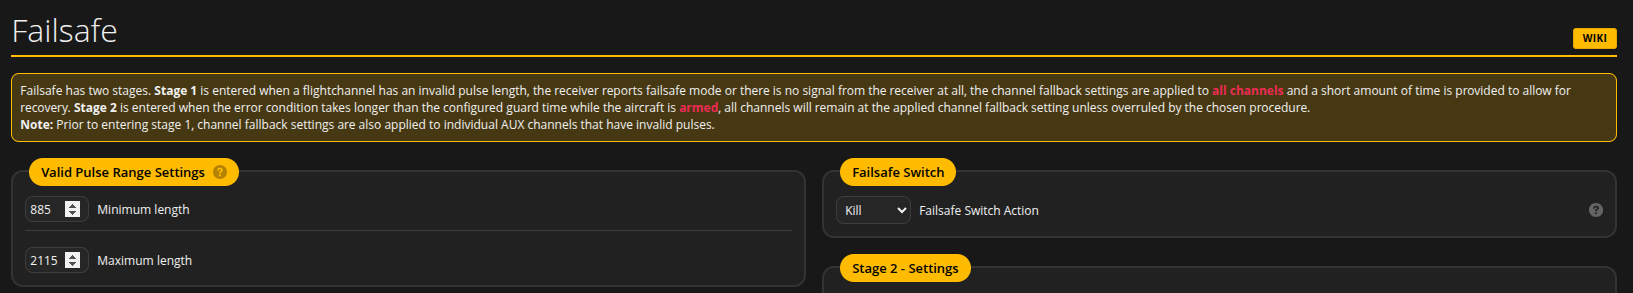 Failsafe
WIKI
Failsafe has two stages. Stage 1 is entered when a flightchannel has an invalid pulse length, the receiver reports failsafe mode or there is no signal from the receiver at all, the channel fallback settings are applied to all channels and a short amount of time is provided to allow for
recovery. Stage 2 is entered when the error condition takes longer than the configured guard time while the aircraft is armed, all channels will remain at the applied channel fallback setting unless overruled by the chosen procedure.
Note: Prior to entering stage 1, channel fallback settings are also applied to individual AUX channels that have invalid pulses.
Valid Pulse Range Settings ?
885 Minimum length
2115 Maximum length
Failsafe Switch
Kill Failsafe Switch Action ?
Stage 2 - Settings